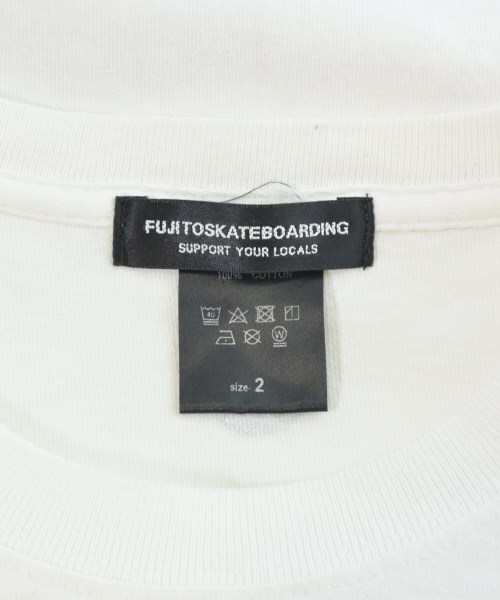 FUJITOSKATEBOARDING
SUPPORT YOUR LOCALS
100% COTTON
40
W
size- 2